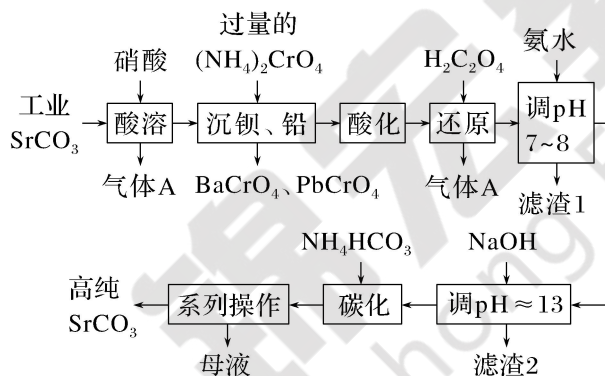 过量的
硝酸 (NH₄)₂CrO₄ H₂C₂O₄ 氨水
工业
SrCO₃
酸溶 沉钡、铅 酸化 还原 调pH
7~8
气体A BaCrO₄、PbCrO₄ 气体A 滤渣1
NH₄HCO₃ NaOH
高纯
SrCO₃
系列操作 碳化 调pH≈13
母液 滤渣2